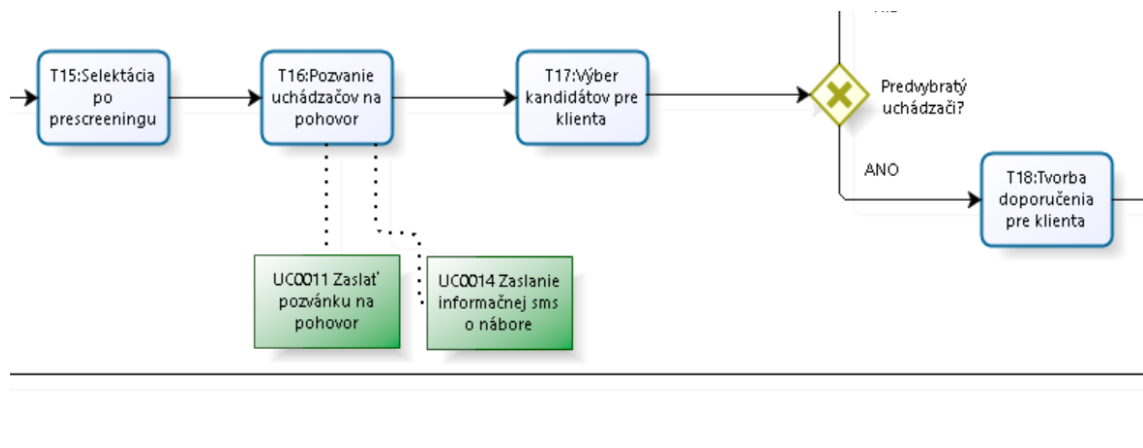 T15:Selektácia
po
prescreeningu
T16:Pozvanie
uchádzačov na
pohovor
T17:Výber
kandidátov pre
klienta
Predvybratý
uchádzači?
ANO
T18:Tvorba
doporučenia
pre klienta
UC0011 Zaslať
pozvánku na
pohovor
UC0014 Zaslanie
informačnej sms
o nábore